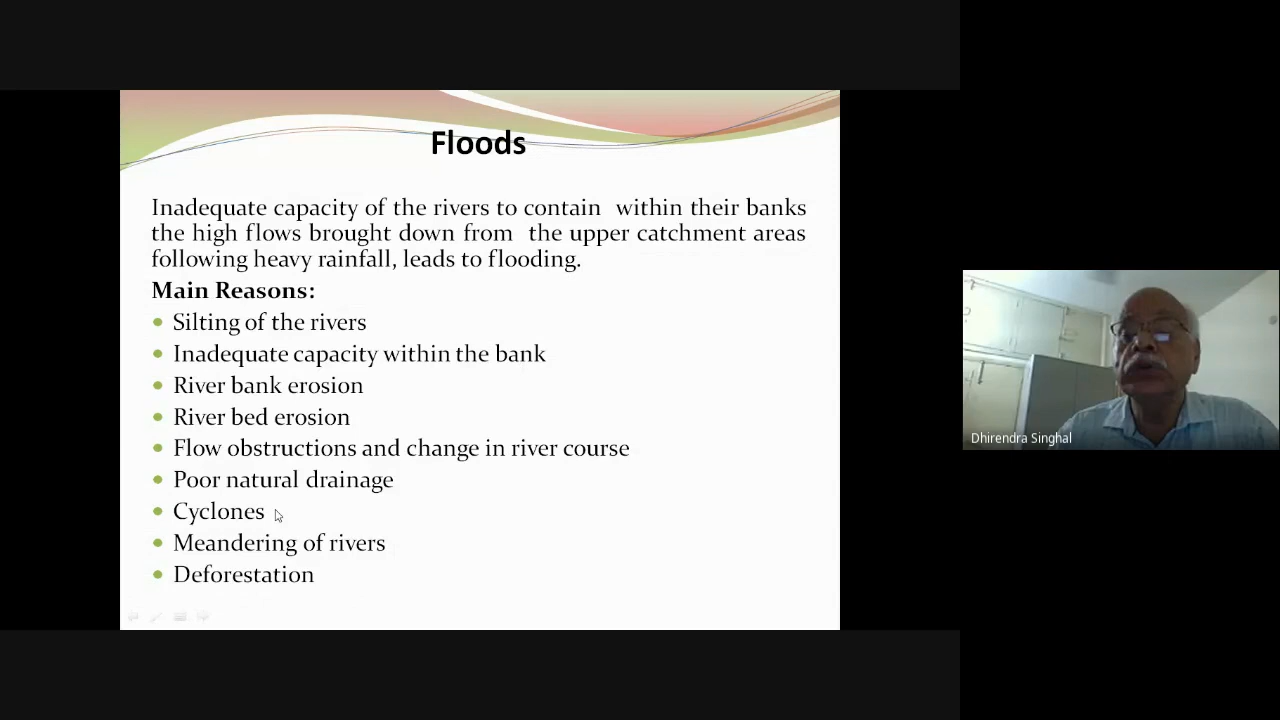 Floods
Inadequate capacity of the rivers to contain within their banks
the high flows brought down from the upper catchment areas
following heavy rainfall, leads to flooding.
Main Reasons:
Silting of the rivers
Inadequate capacity within the bank
River bank erosion
River bed erosion
Flow obstructions and change in river course
Poor natural drainage
Cyclones
Meandering of rivers
Deforestation
Dhirendra Singhal